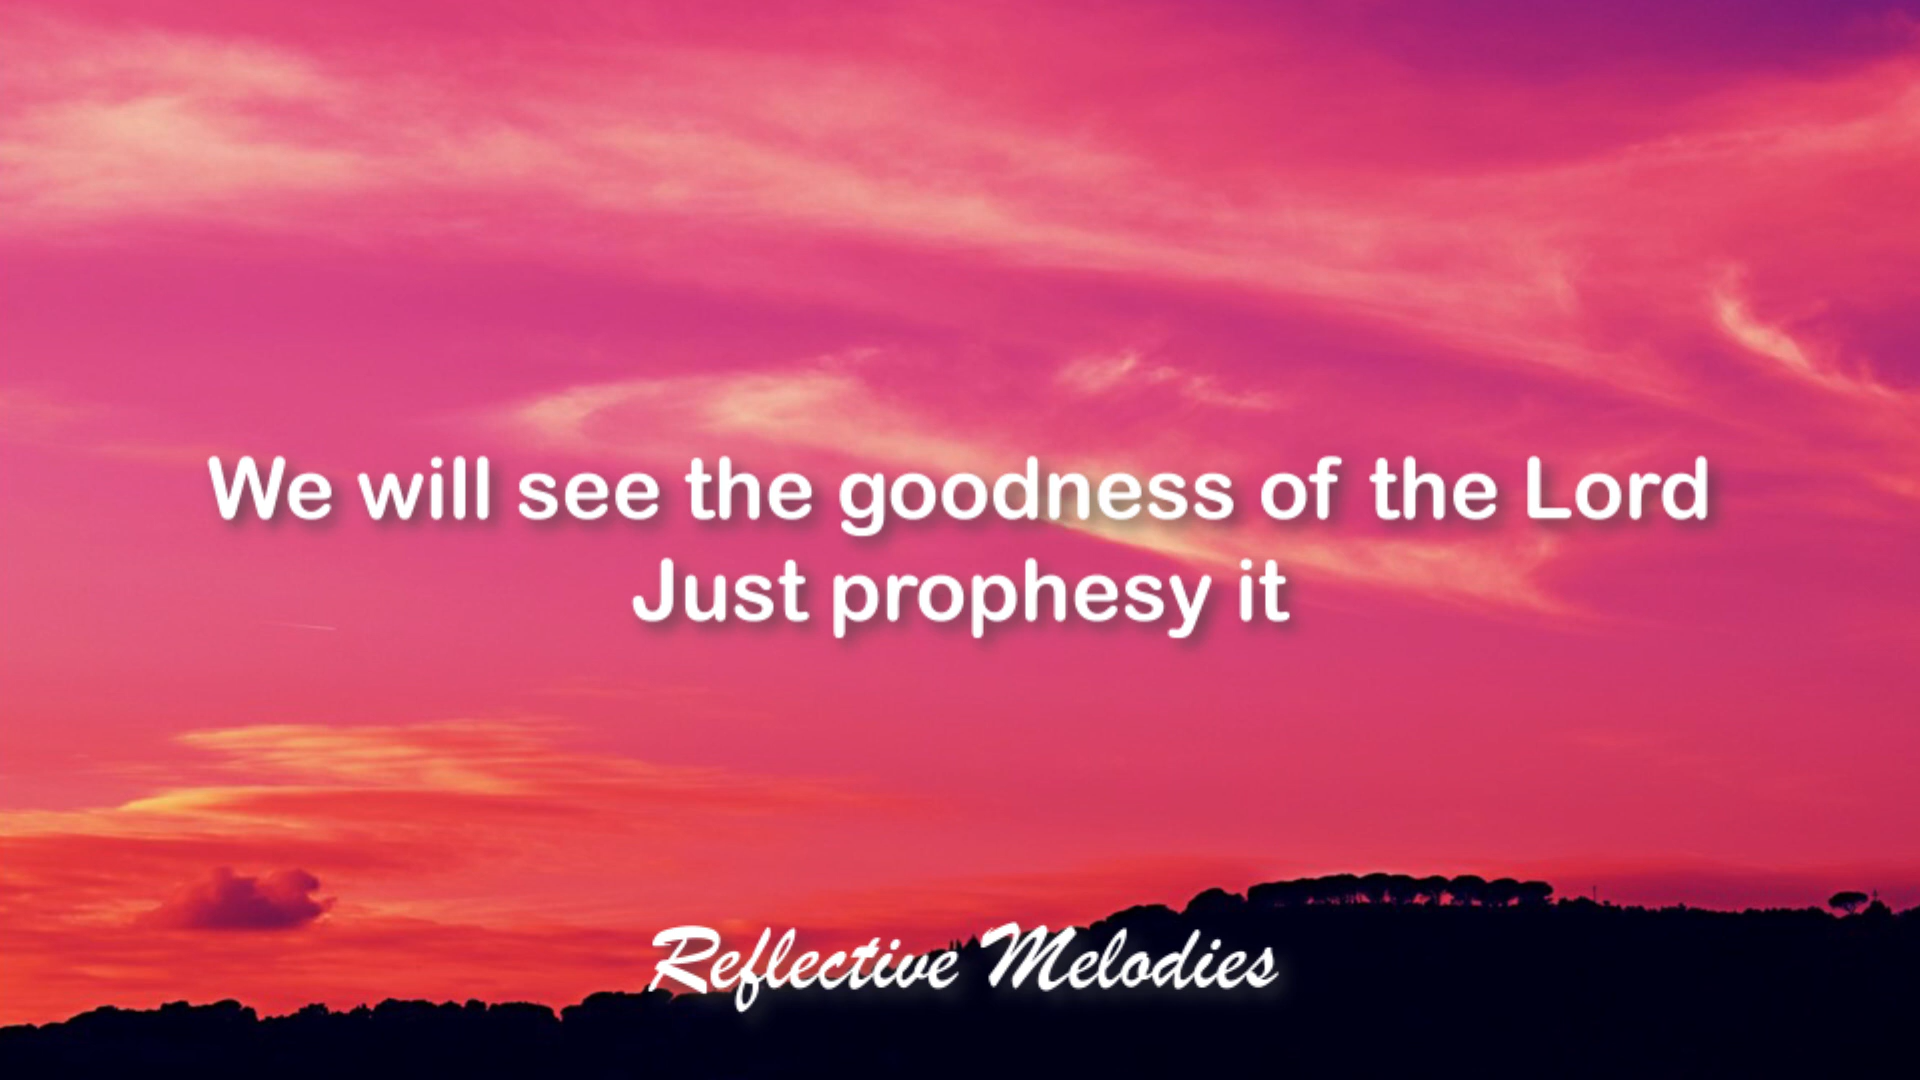 We will see the goodness of the Lord
Just prophesy it
Reflective Melodies